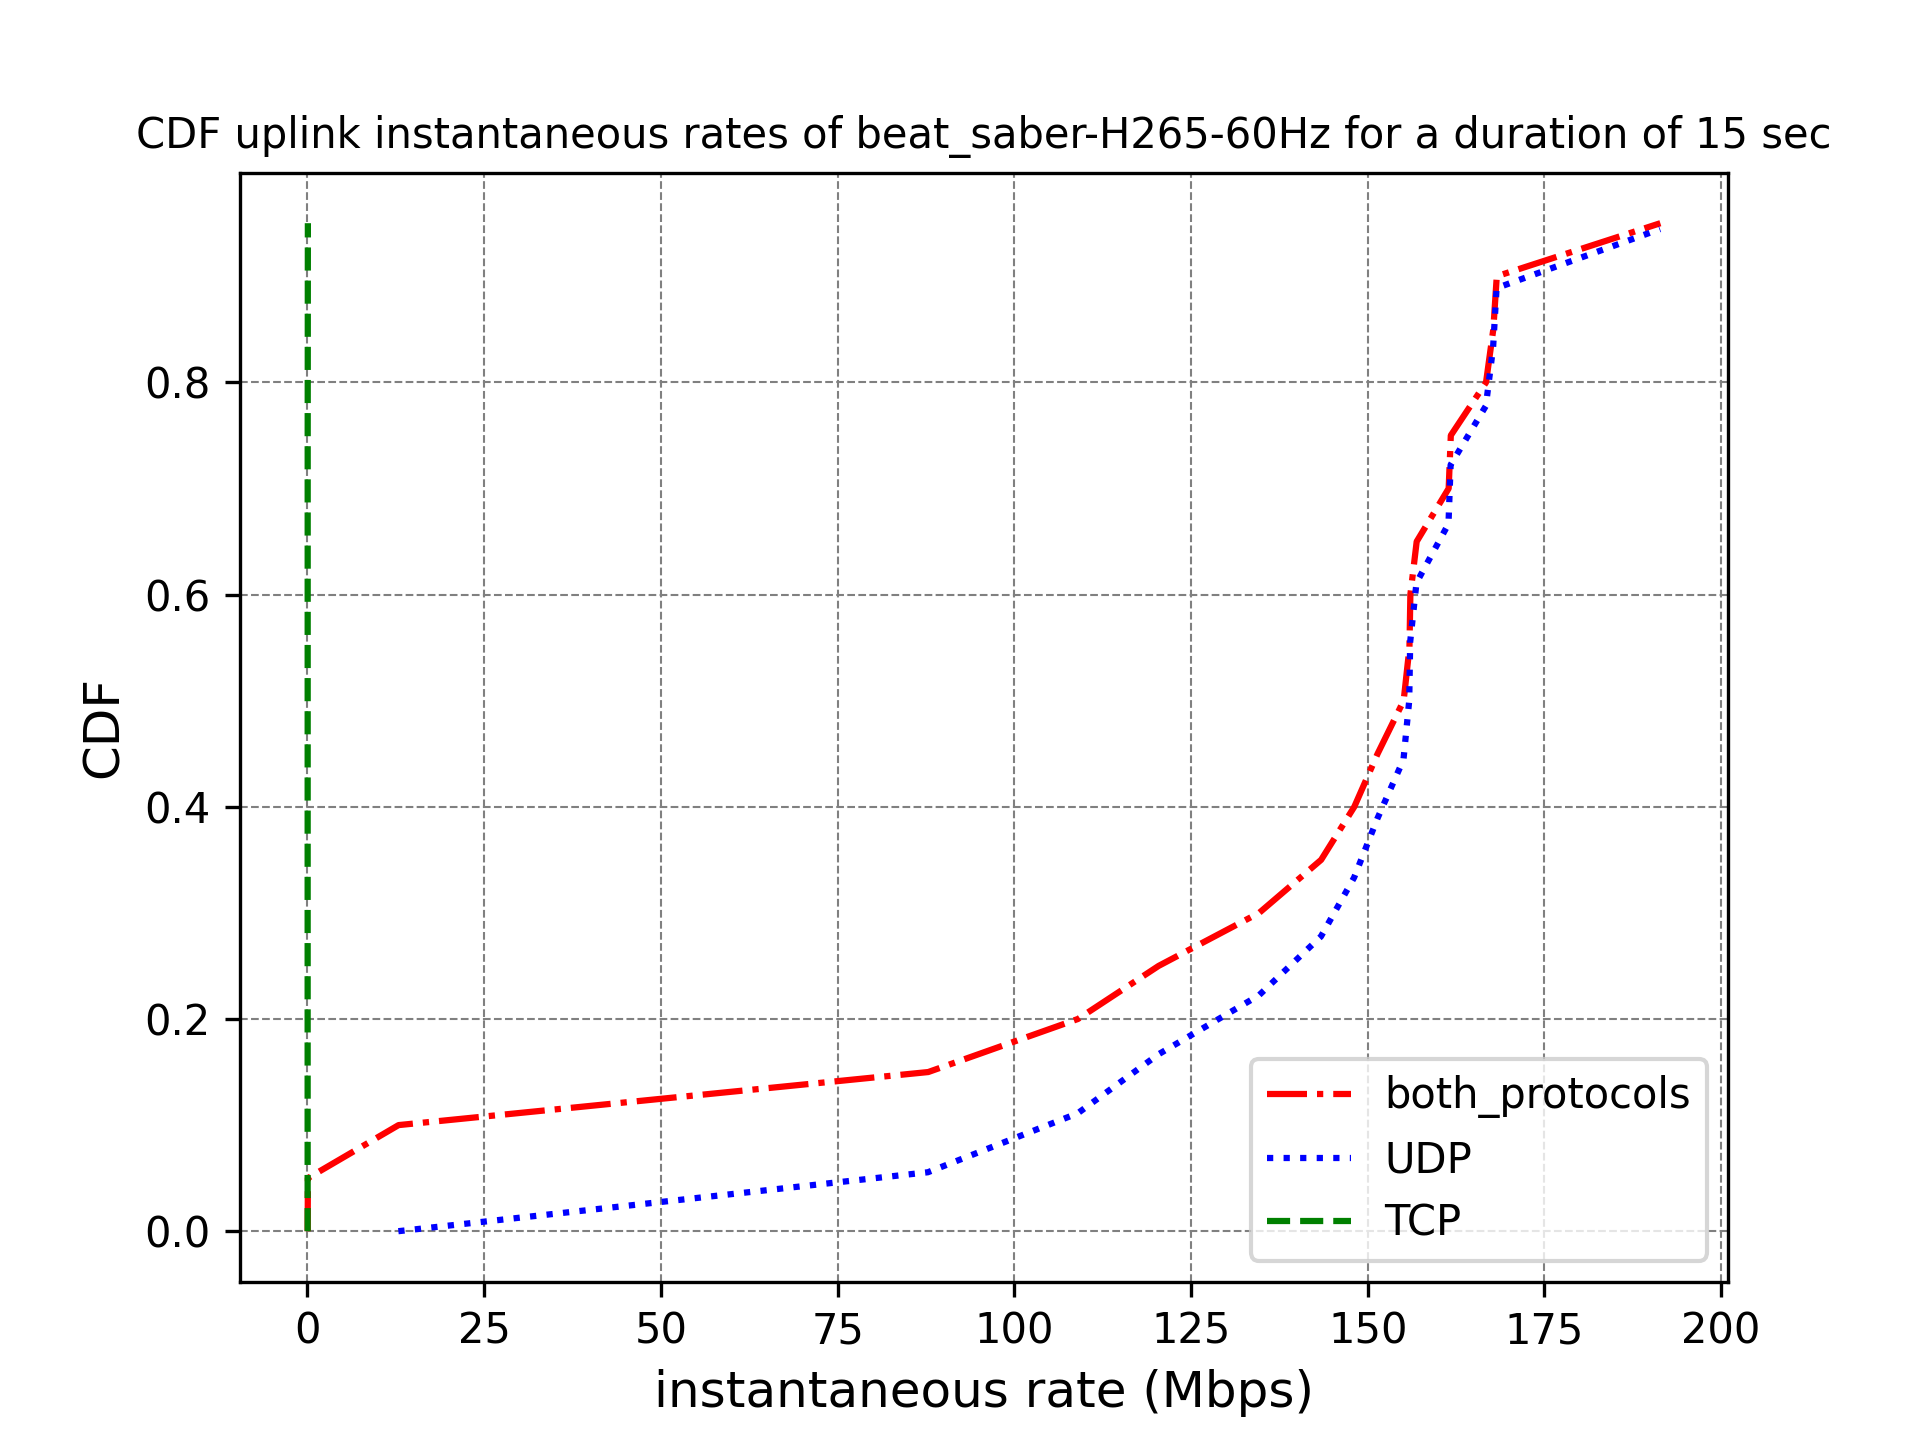 CDF uplink instantaneous rates of beat_saber-H265-60Hz for a duration of 15 sec
CDF
0.8
0.6
0.4
0.2
0.0
both_protocols
UDP
TCP
0 25 50 75 100 125 150 175 200
instantaneous rate (Mbps)